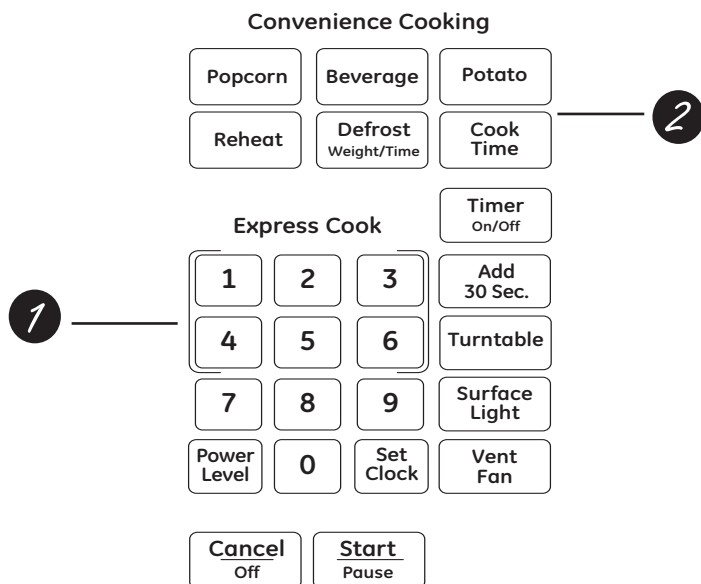 Convenience Cooking
Popcorn
Beverage
Potato
2
Reheat
Defrost
Weight/Time
Cook
Time
Timer
On/Off
Express Cook
1
2
3
Add
30 Sec.
1
4
5
6
Turntable
7
8
9
Surface
Light
Power
Level
0
Set
Clock
Vent
Fan
Cancel
Off
Start
Pause